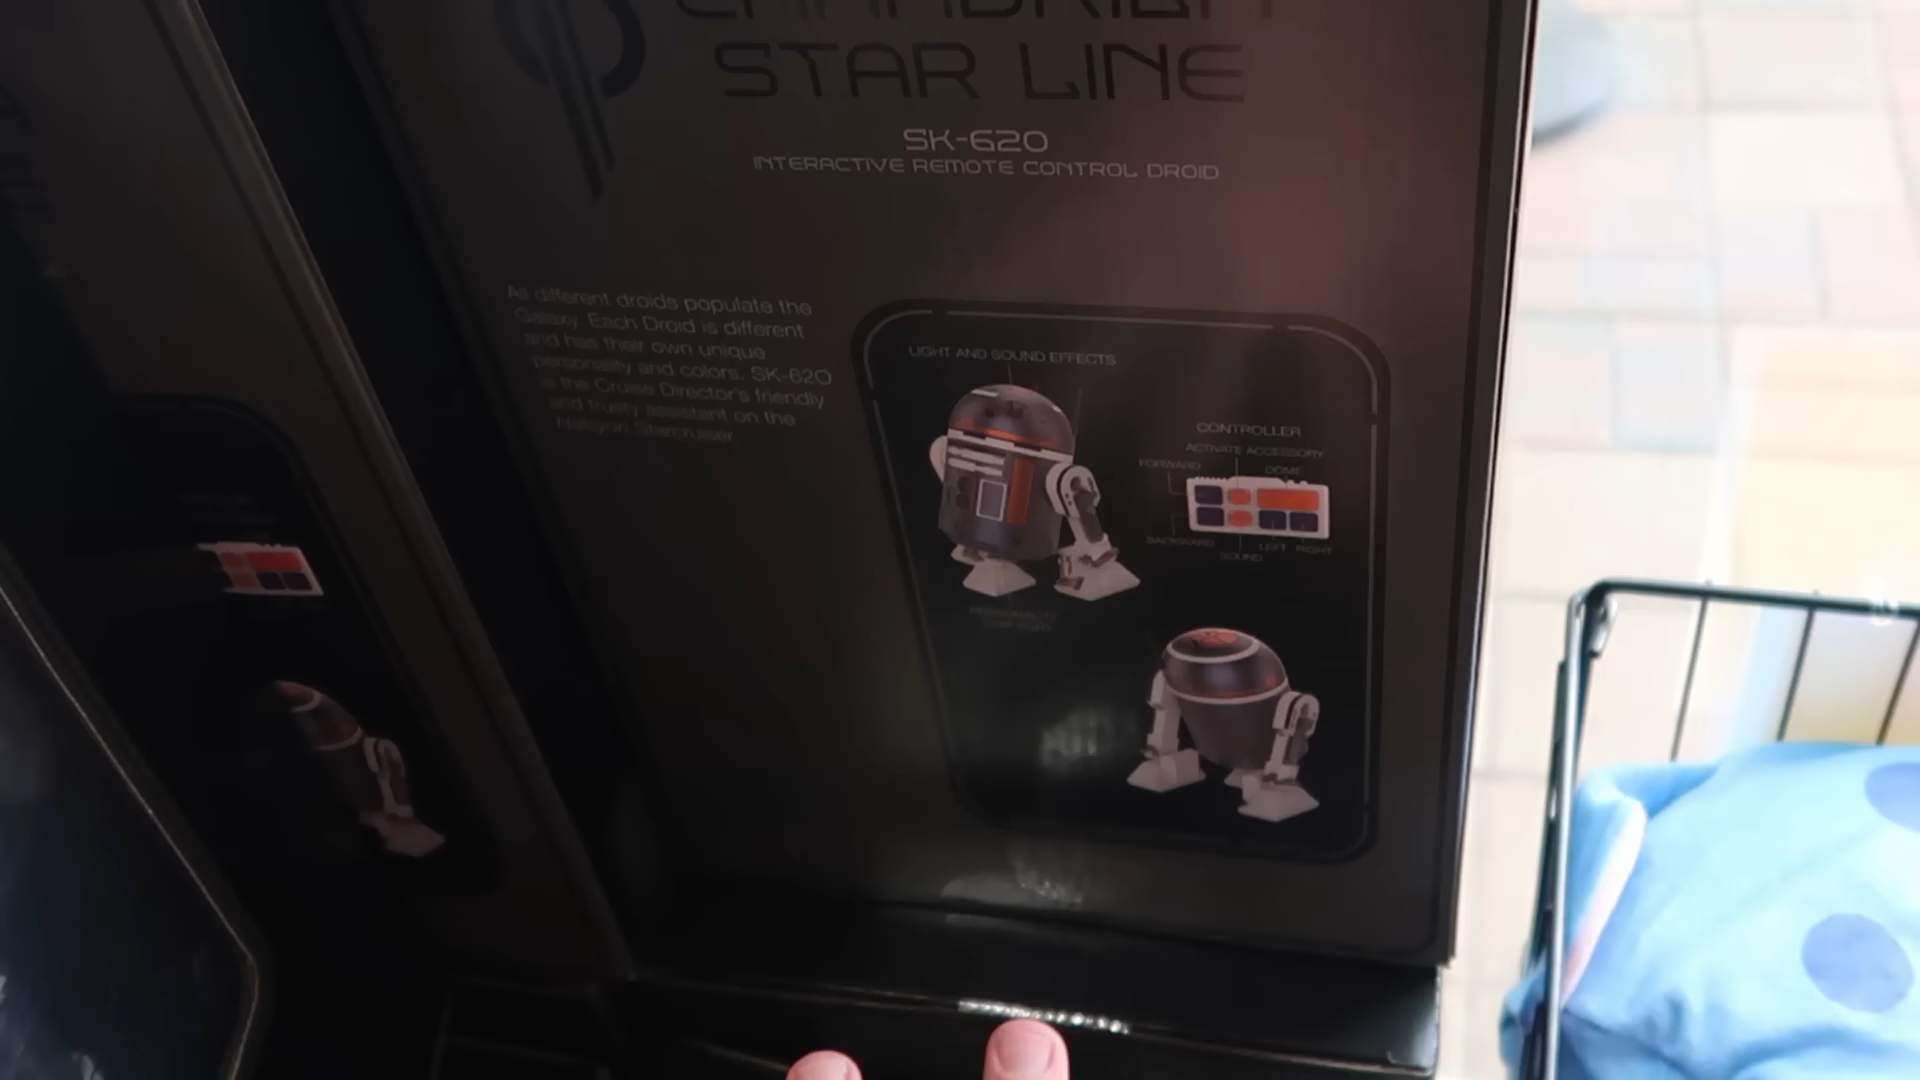 STAR LINE
SK-620
INTERACTIVE REMOTE CONTROL DROID
All different droids populate the
Galaxy. Each Droid is different
and has their own unique
personality and colors. SK-620
is the Cruise Director's friendly
and trusty assistant on the
Halcyon Starcruiser
LIGHT AND SOUND EFFECTS
CONTROLLER
ACTIVATE ACCESSORY
FORWARD
DOME
BACKWARD
LEFT
RIGHT
SOUND